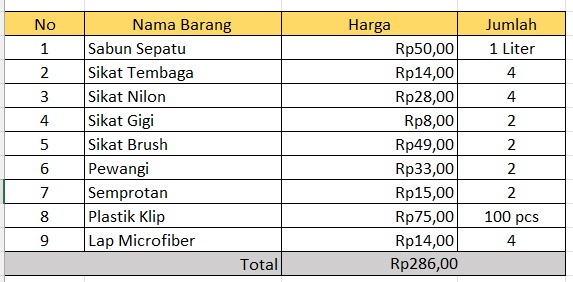 No Nama Barang Harga Jumlah
1 Sabun Sepatu Rp50,00 1 Liter
2 Sikat Tembaga Rp14,00 4
3 Sikat Nilon Rp28,00 4
4 Sikat Gigi Rp8,00 2
5 Sikat Brush Rp49,00 2
6 Pewangi Rp33,00 2
7 Semprotan Rp15,00 2
8 Plastik Klip Rp75,00 100 pcs
9 Lap Microfiber Rp14,00 4
Total Rp286,00